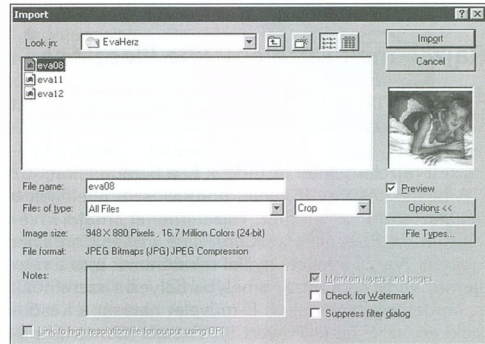 Import
Look in: EvaHerz
Import
Cancel
eva08
eva11
eva12
File name: eva08
Preview
Files of type: All Files Crop
Options <<
Image size: 948 X 880 Pixels , 16.7 Million Colors (24-bit)
File Types...
File format: JPEG Bitmaps (JPG) JPEG Compression
Notes:
Maintain layers and pages
Check for Watermark
Suppress filter dialog
Link to high resolution file for output using OPI